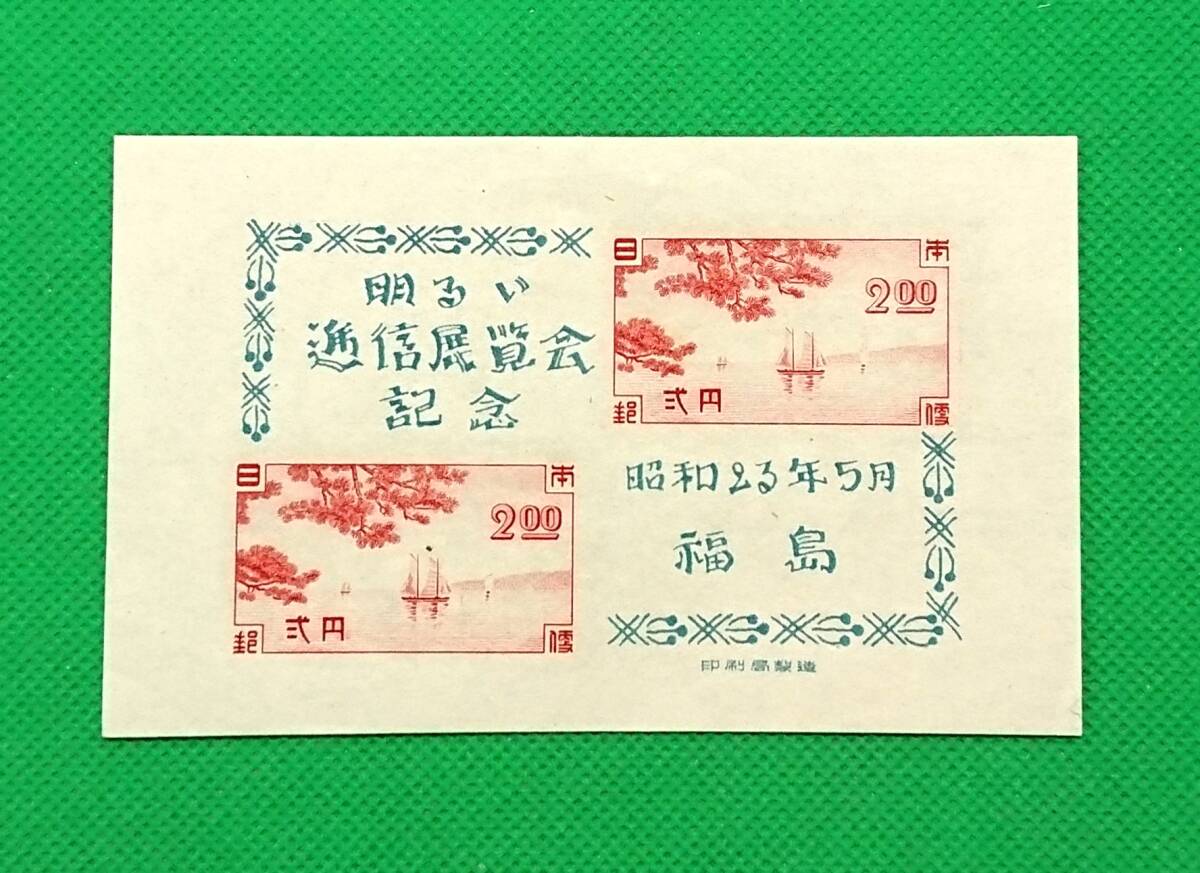 明るい
逓信展覧会
記念
日本
2.00
弐円
郵便
日本
2.00
弐円
郵便
昭和23年5月
福島
印刷局製造